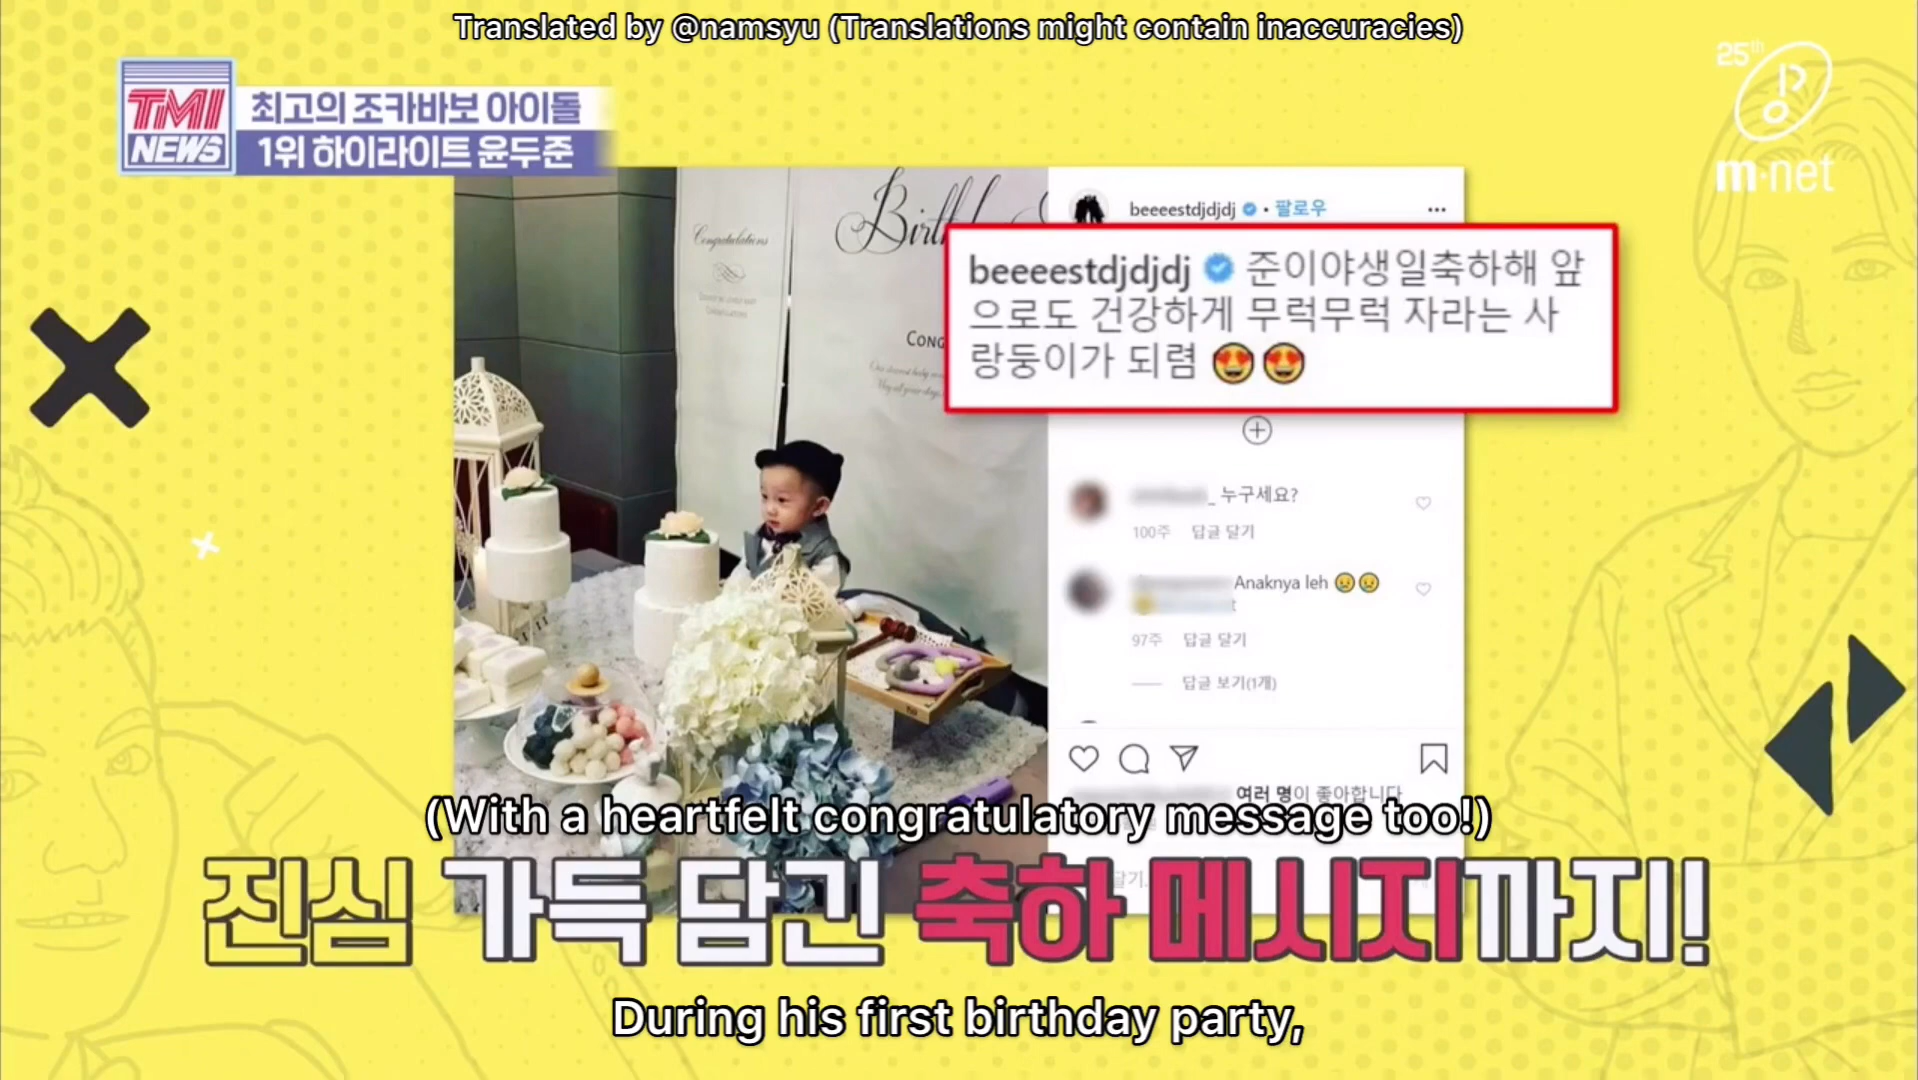 Translated by @namsyu (Translations might contain inaccuracies)
TMI
NEWS
최고의 조카바보 아이돌
1위 하이라이트 윤두준
25th
m·net
Congratulations
beeeestdjdjdj • 팔로우
beeeestdjdjdj 준이야생일축하해 앞
으로도 건강하게 무럭무럭 자라는 사
랑둥이가 되렴 😍😍
_ 누구세요?
100주 답글 달기
Anaknya leh 😢😢
97주 답글 달기
답글 보기(1개)
여러 명이 좋아합니다
(With a heartfelt congratulatory message too!)
진심 가득 담긴 축하 메시지까지!
During his first birthday party,